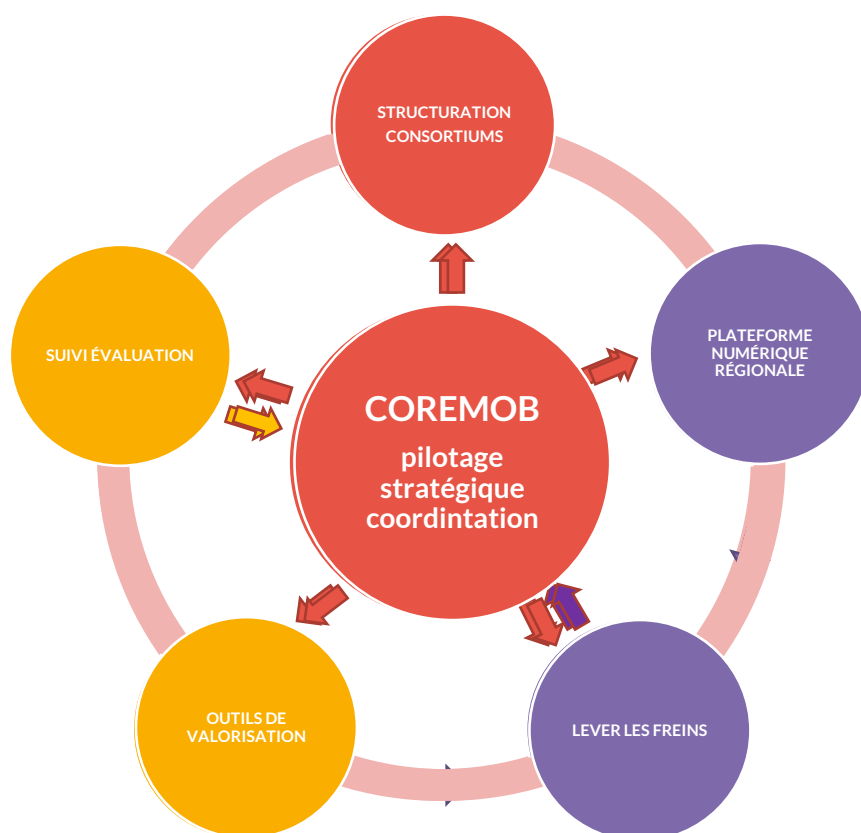 STRUCTURATION
CONSORTIUMS
PLATEFORME
NUMÉRIQUE
RÉGIONALE
SUIVI ÉVALUATION
COREMOB
pilotage
stratégique
coordintation
OUTILS DE
VALORISATION
LEVER LES FREINS